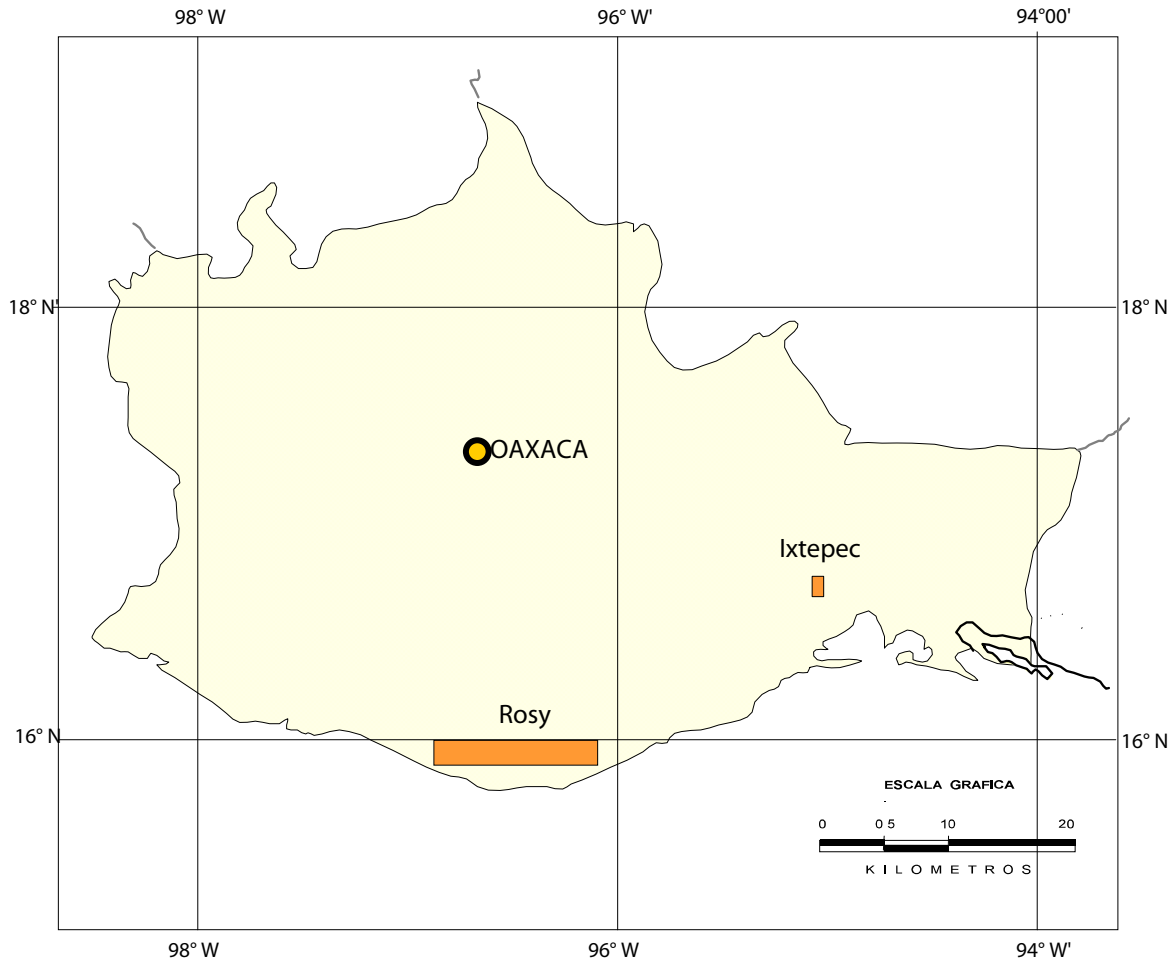 98° W 96° W' 94°00'
18° N' 18° N
OAXACA
Ixtepec
Rosy
16° N 16° N
ESCALA GRAFICA
0 0 5 10 20
K I L O M E T R O S
98° W 96° W 94° W'